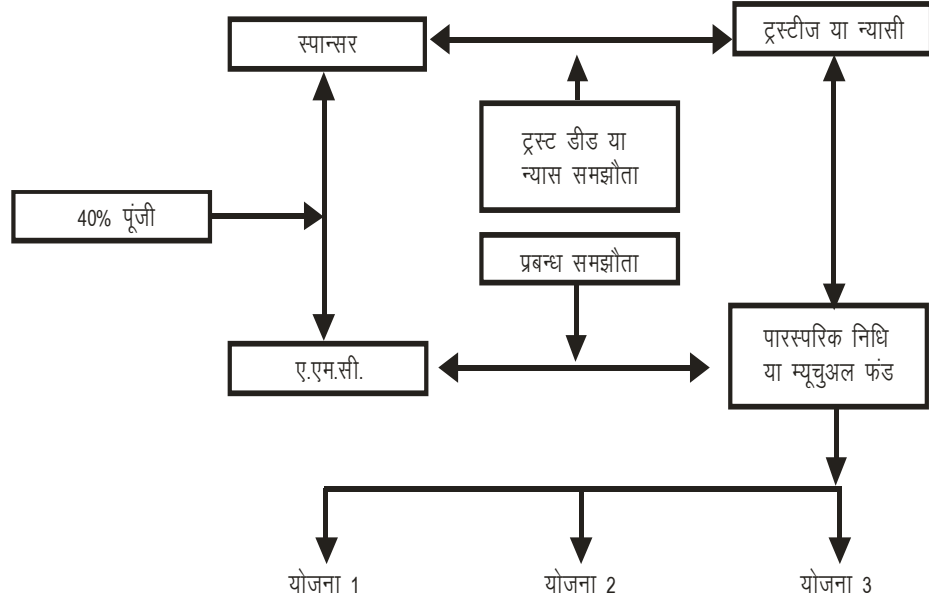 स्पान्सर
ट्रस्टीज या न्यासी
ट्रस्ट डीड या
न्यास समझौता
40% पूंजी
प्रबन्ध समझौता
ए.एम.सी.
पारस्परिक निधि
या म्यूचुअल फंड
योजना 1
योजना 2
योजना 3